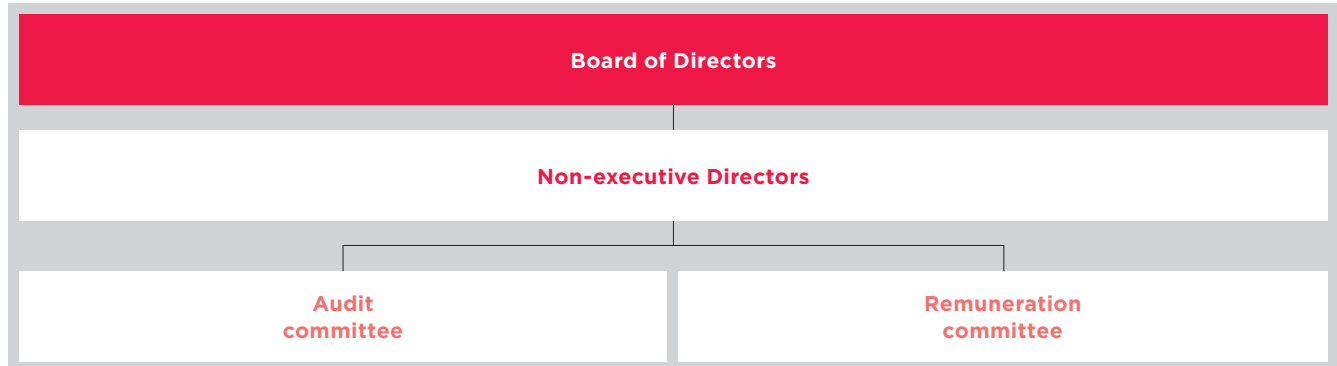 Board of Directors
Non-executive Directors
Audit
committee
Remuneration
committee